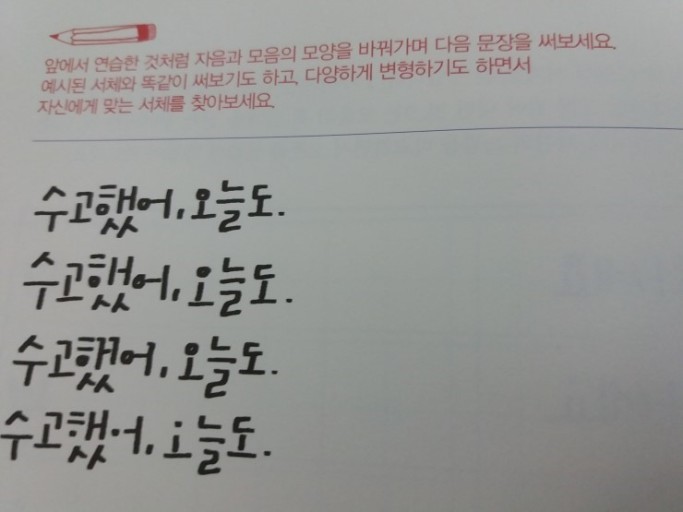 앞에서 연습한 것처럼 자음과 모음의 모양을 바꿔가며 다음 문장을 써보세요.
예시된 서체와 똑같이 써보기도 하고, 다양하게 변형하기도 하면서
자신에게 맞는 서체를 찾아보세요.
수고했어, 오늘도.
수고했어, 오늘도.
수고했어, 오늘도.
수고했어, 오늘도.